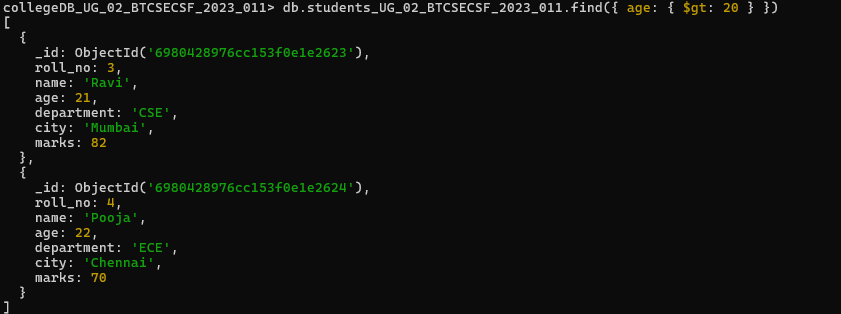 collegeDB_UG_02_BTCSECSF_2023_011> db.students_UG_02_BTCSECSF_2023_011.find({ age: { $gt: 20 } })
[
  {
    _id: ObjectId('6980428976cc153f0e1e2623'),
    roll_no: 3,
    name: 'Ravi',
    age: 21,
    department: 'CSE',
    city: 'Mumbai',
    marks: 82
  },
  {
    _id: ObjectId('6980428976cc153f0e1e2624'),
    roll_no: 4,
    name: 'Pooja',
    age: 22,
    department: 'ECE',
    city: 'Chennai',
    marks: 70
  }
]